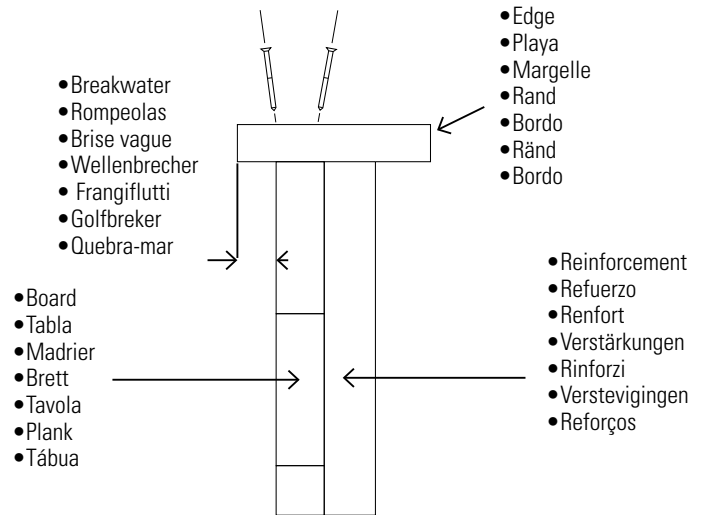 •Edge
•Playa
•Margelle
•Rand
•Bordo
•Ränd
•Bordo
•Breakwater
•Rompeolas
•Brise vague
•Wellenbrecher
• Frangiflutti
•Golfbreker
•Quebra-mar
•Board
•Tabla
•Madrier
•Brett
•Tavola
•Plank
•Tábua
•Reinforcement
•Refuerzo
•Renfort
•Verstärkungen
•Rinforzi
•Verstevigingen
•Reforços